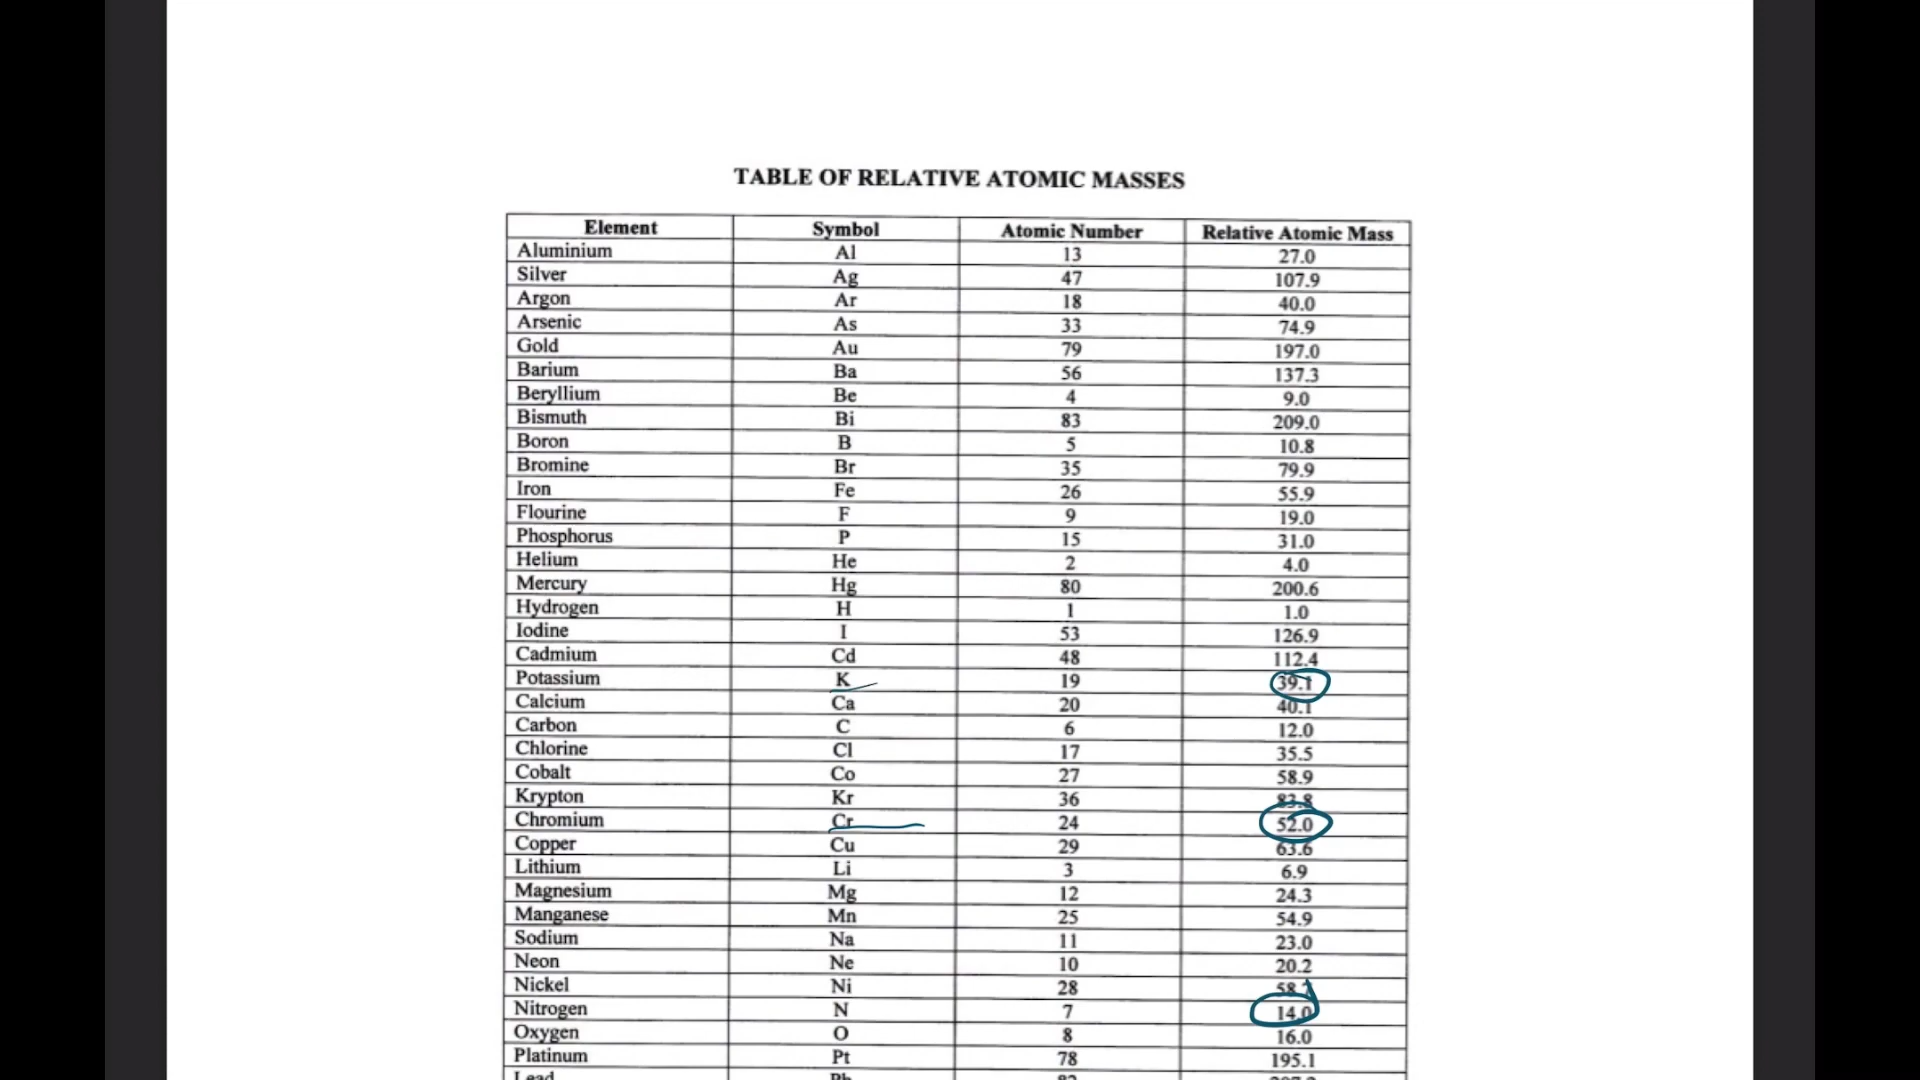 TABLE OF RELATIVE ATOMIC MASSES
Element Symbol Atomic Number Relative Atomic Mass
Aluminium Al 13 27.0
Silver Ag 47 107.9
Argon Ar 18 40.0
Arsenic As 33 74.9
Gold Au 79 197.0
Barium Ba 56 137.3
Beryllium Be 4 9.0
Bismuth Bi 83 209.0
Boron B 5 10.8
Bromine Br 35 79.9
Iron Fe 26 55.9
Flourine F 9 19.0
Phosphorus P 15 31.0
Helium He 2 4.0
Mercury Hg 80 200.6
Hydrogen H 1 1.0
Iodine I 53 126.9
Cadmium Cd 48 112.4
Potassium K 19 39.1
Calcium Ca 20 40.1
Carbon C 6 12.0
Chlorine Cl 17 35.5
Cobalt Co 27 58.9
Krypton Kr 36 83.8
Chromium Cr 24 52.0
Copper Cu 29 63.6
Lithium Li 3 6.9
Magnesium Mg 12 24.3
Manganese Mn 25 54.9
Sodium Na 11 23.0
Neon Ne 10 20.2
Nickel Ni 28 58.7
Nitrogen N 7 14.0
Oxygen O 8 16.0
Platinum Pt 78 195.1
Lead Pb 82